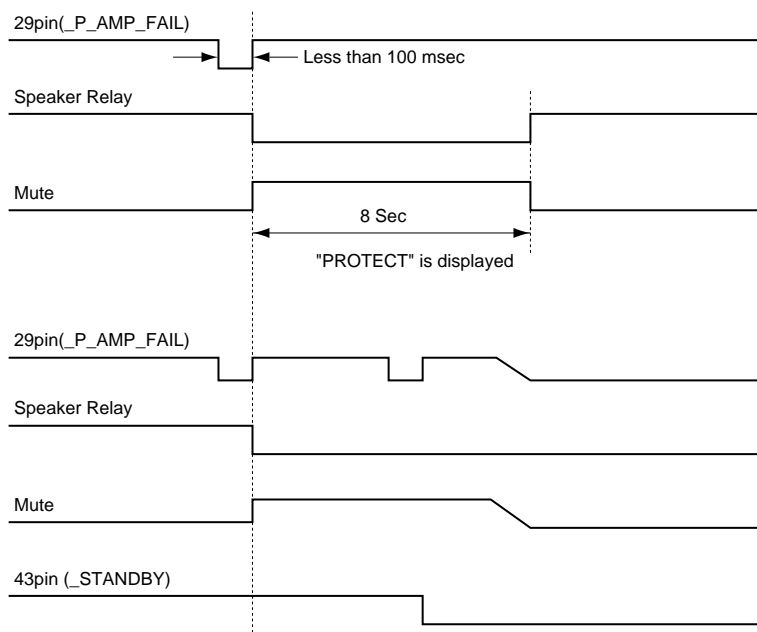 29pin(_P_AMP_FAIL)
Less than 100 msec
Speaker Relay
Mute
8 Sec
"PROTECT" is displayed
29pin(_P_AMP_FAIL)
Speaker Relay
Mute
43pin (_STANDBY)